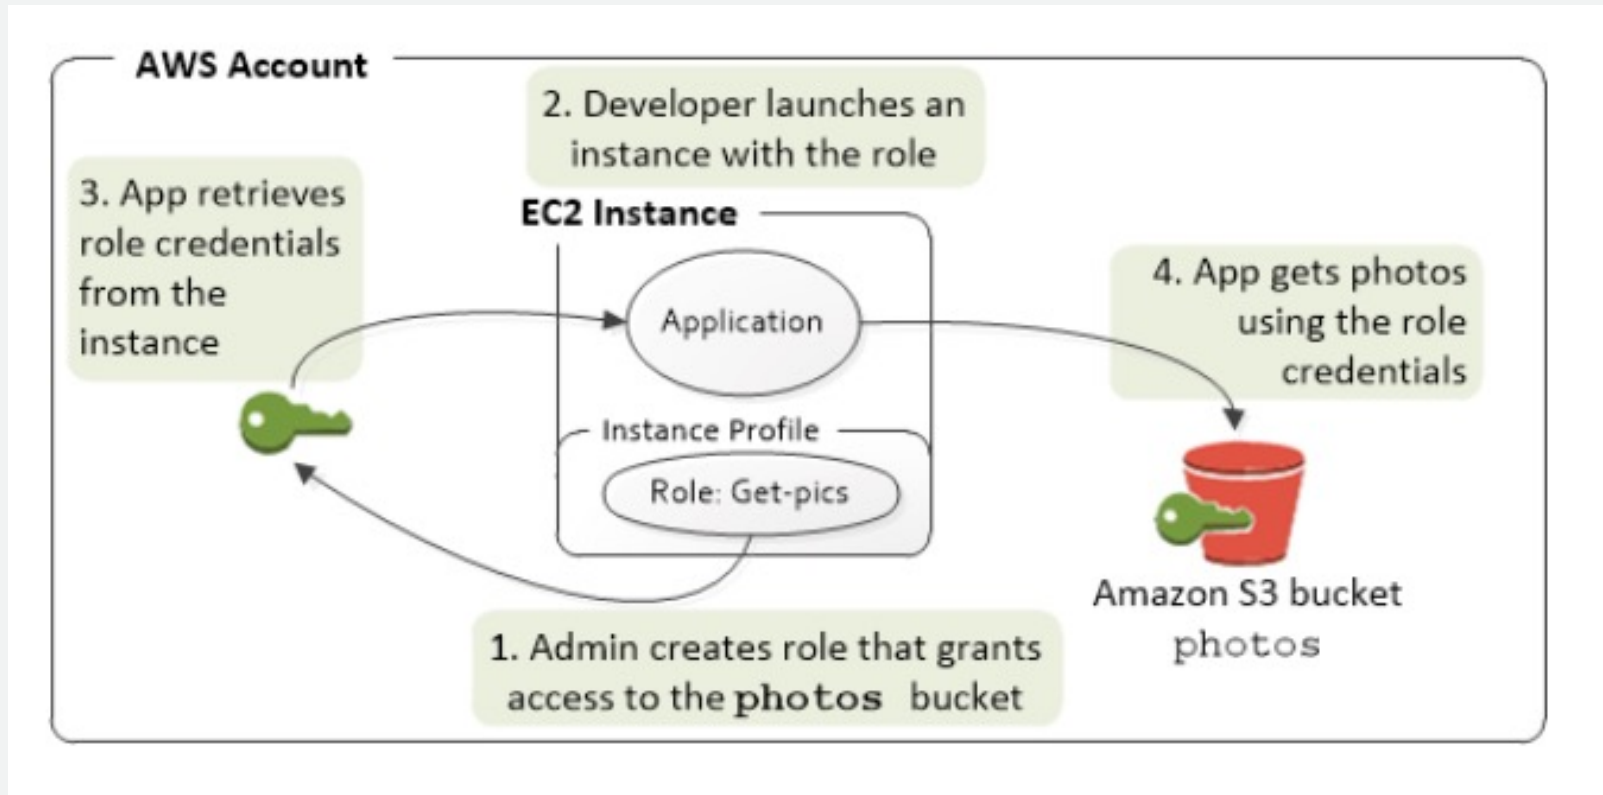 AWS Account
2. Developer launches an
instance with the role
3. App retrieves
role credentials
from the
instance
EC2 Instance
Application
4. App gets photos
using the role
credentials
Instance Profile
Role: Get-pics
Amazon S3 bucket
photos
1. Admin creates role that grants
access to the photos bucket